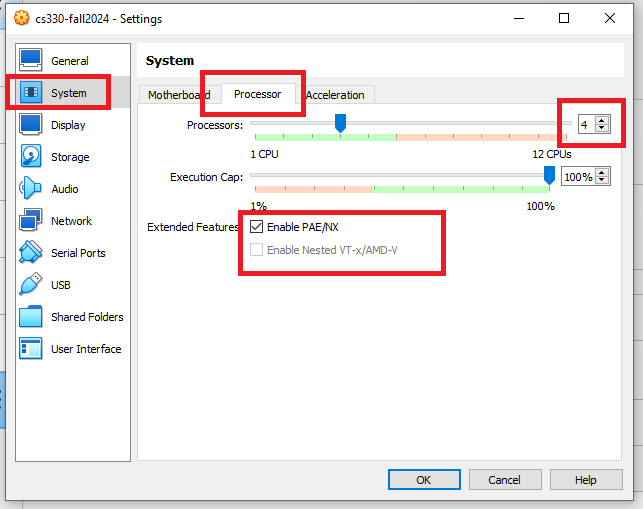 cs330-fall2024 - Settings
General
System
Display
Storage
Audio
Network
Serial Ports
USB
Shared Folders
User Interface
System
Motherboard Processor Acceleration
Processors: 4
1 CPU 12 CPUs
Execution Cap: 100%
1% 100%
Extended Features: Enable PAE/NX
Enable Nested VT-x/AMD-V
OK Cancel Help